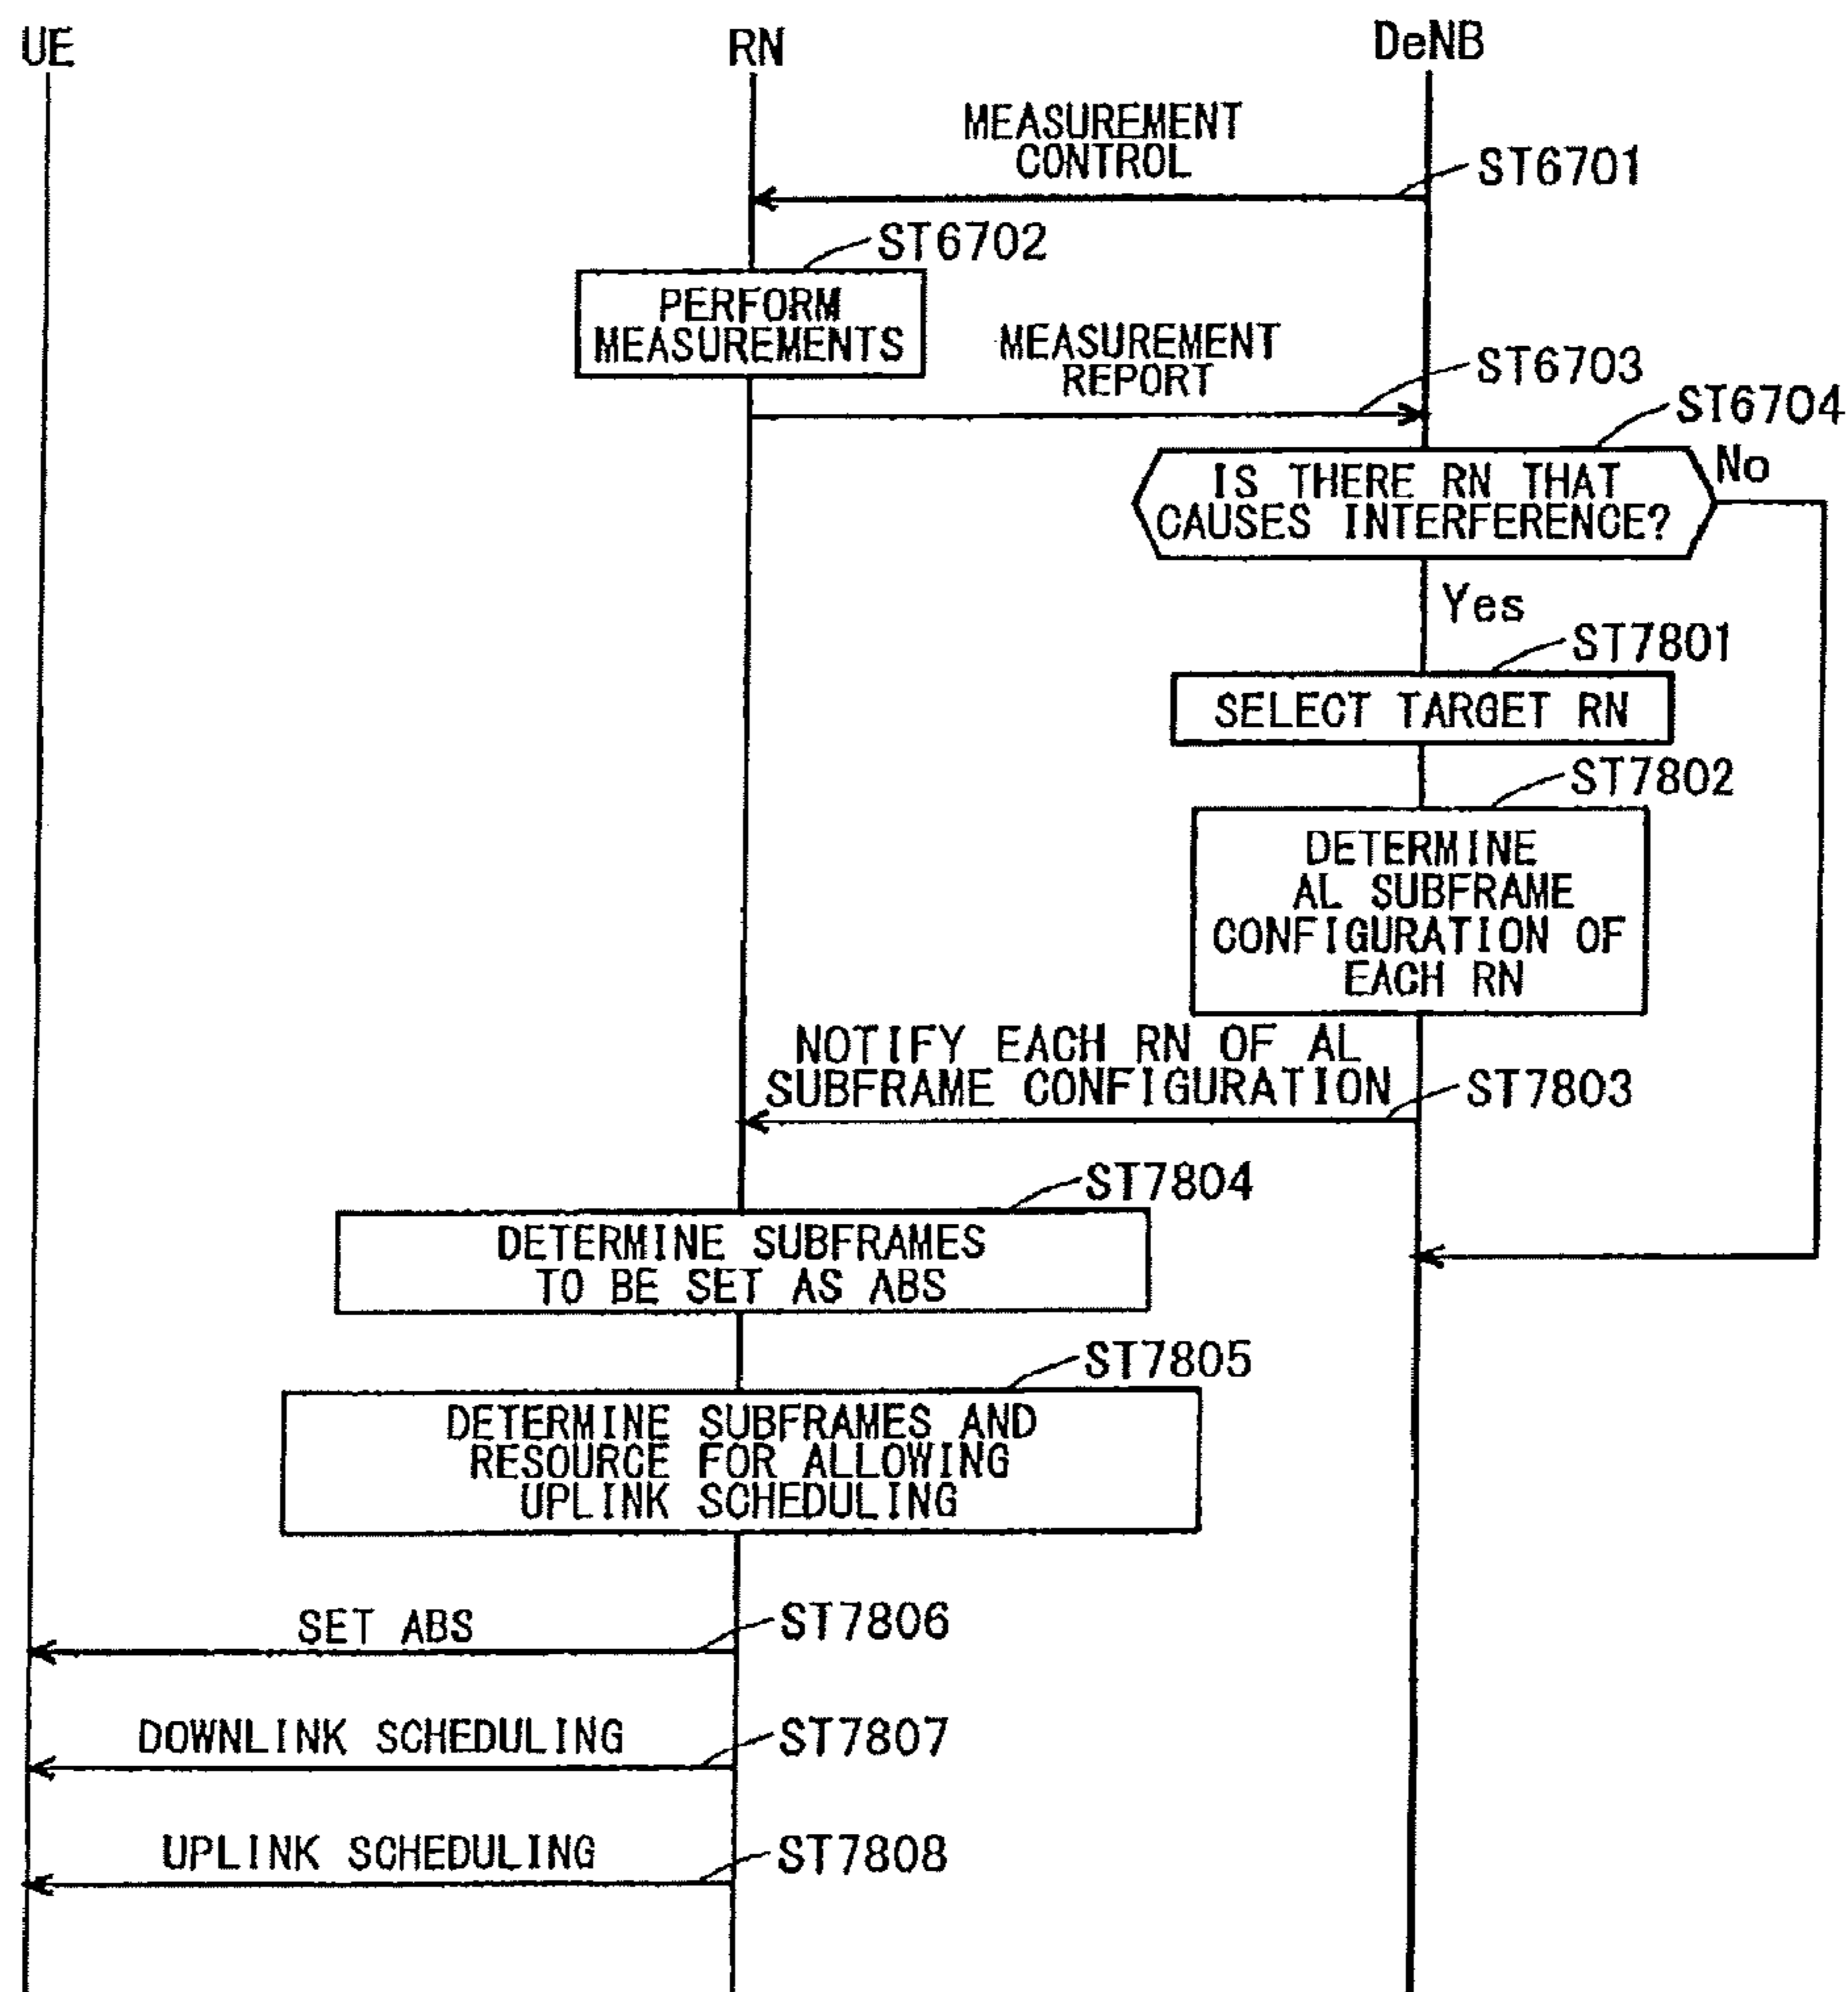 UE
RN
DeNB
MEASUREMENT
CONTROL
ST6701
ST6702
PERFORM
MEASUREMENTS
MEASUREMENT
REPORT
ST6703
ST6704
IS THERE RN THAT
CAUSES INTERFERENCE?
No
Yes
ST7801
SELECT TARGET RN
ST7802
DETERMINE
AL SUBFRAME
CONFIGURATION OF
EACH RN
NOTIFY EACH RN OF AL
SUBFRAME CONFIGURATION
ST7803
ST7804
DETERMINE SUBFRAMES
TO BE SET AS ABS
ST7805
DETERMINE SUBFRAMES AND
RESOURCE FOR ALLOWING
UPLINK SCHEDULING
SET ABS
ST7806
DOWNLINK SCHEDULING
ST7807
UPLINK SCHEDULING
ST7808